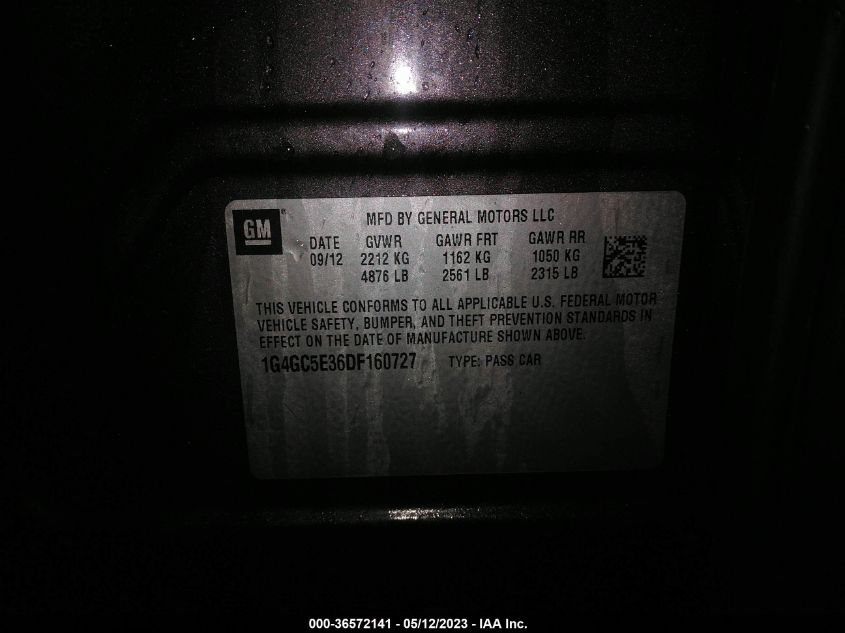 GM ®
MFD BY GENERAL MOTORS LLC
DATE GVWR GAWR FRT GAWR RR
09/12 2212 KG 1162 KG 1050 KG
4876 LB 2561 LB 2315 LB
THIS VEHICLE CONFORMS TO ALL APPLICABLE U.S. FEDERAL MOTOR
VEHICLE SAFETY, BUMPER, AND THEFT PREVENTION STANDARDS IN
EFFECT ON THE DATE OF MANUFACTURE SHOWN ABOVE.
1G4GC5E36DF160727 TYPE: PASS CAR
000-36572141 - 05/12/2023 - IAA Inc.